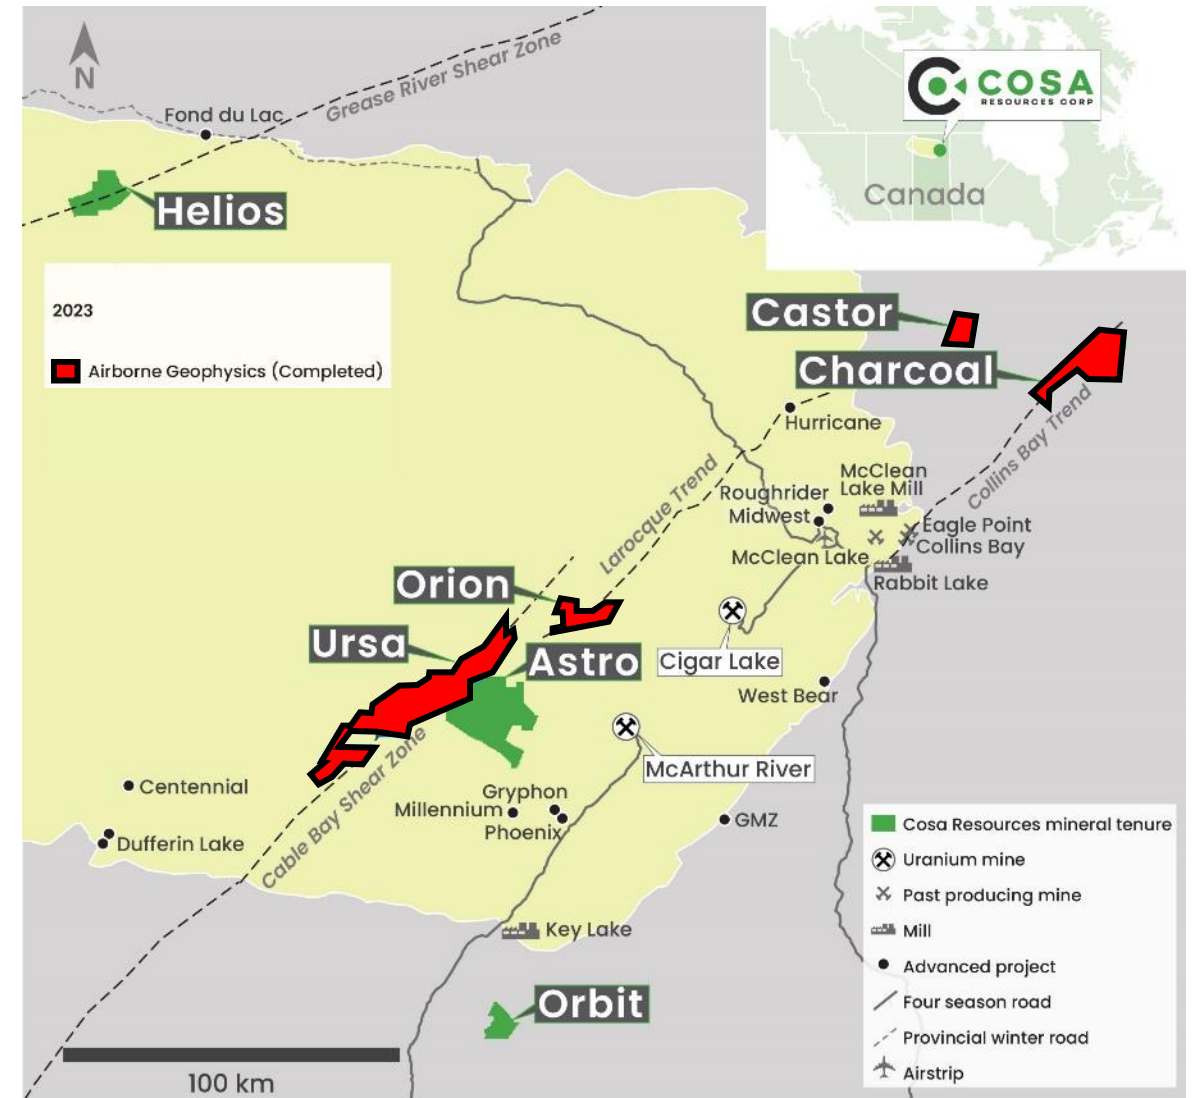 N
Grease River Shear Zone
Fond du Lac
COSA
RESOURCES CORP
Canada
Helios
2023
Airborne Geophysics (Completed)
Castor
Charcoal
Hurricane
Collins Bay Trend
Larocque Trend
McClean
Lake Mill
Roughrider
Midwest
Eagle Point
Collins Bay
McClean Lake
Rabbit Lake
Orion
Ursa
Astro
Cigar Lake
West Bear
McArthur River
Cable Bay Shear Zone
Centennial
Gryphon
Millennium
Phoenix
GMZ
Dufferin Lake
Key Lake
Orbit
100 km
Cosa Resources mineral tenure
Uranium mine
Past producing mine
Mill
Advanced project
Four season road
Provincial winter road
Airstrip